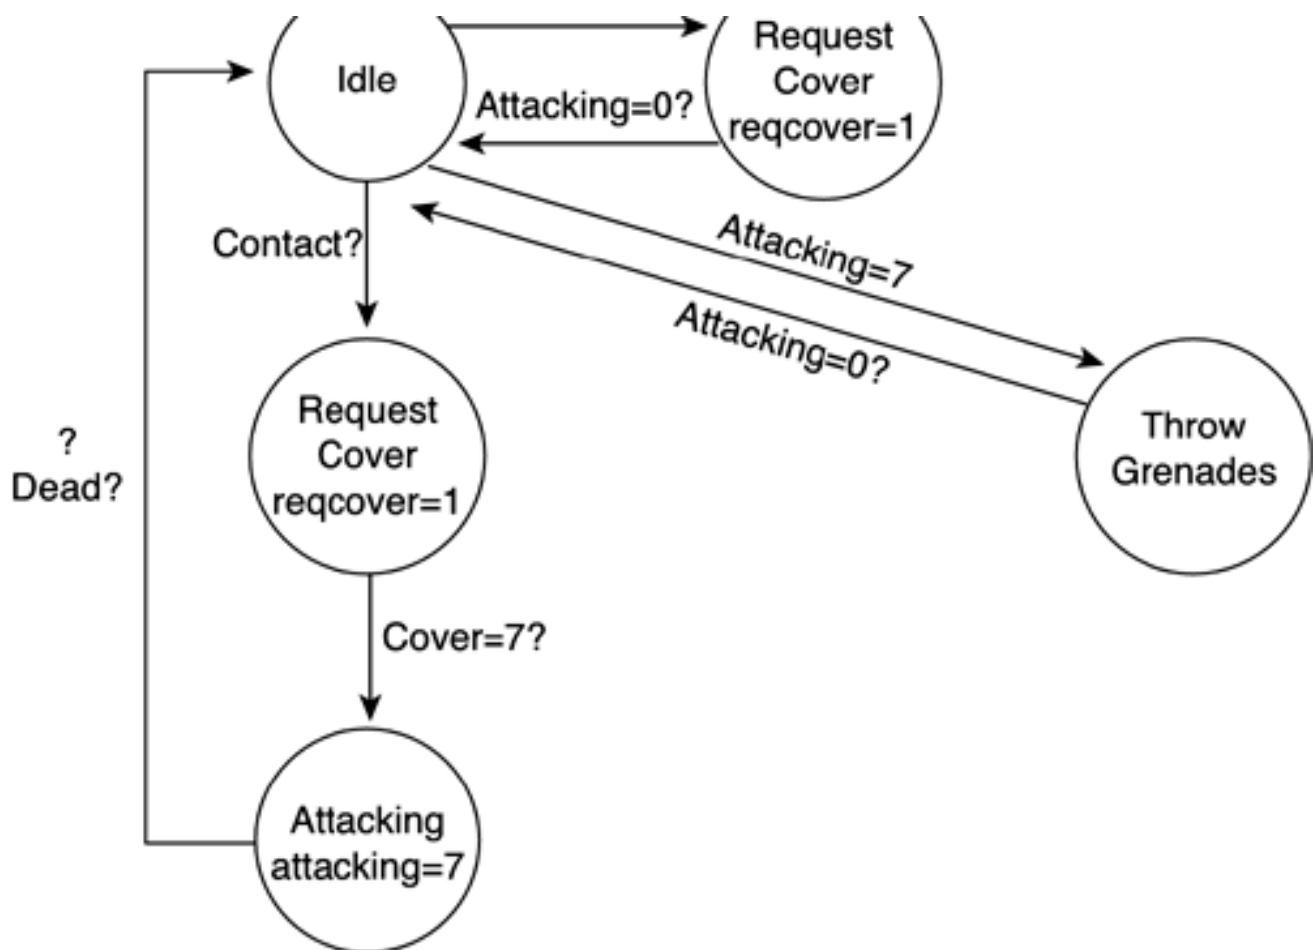 Idle
Request
Cover
reqcover=1
Attacking=0?
Contact?
Attacking=7
Attacking=0?
Request
Cover
reqcover=1
Throw
Grenades
?
Dead?
Cover=7?
Attacking
attacking=7